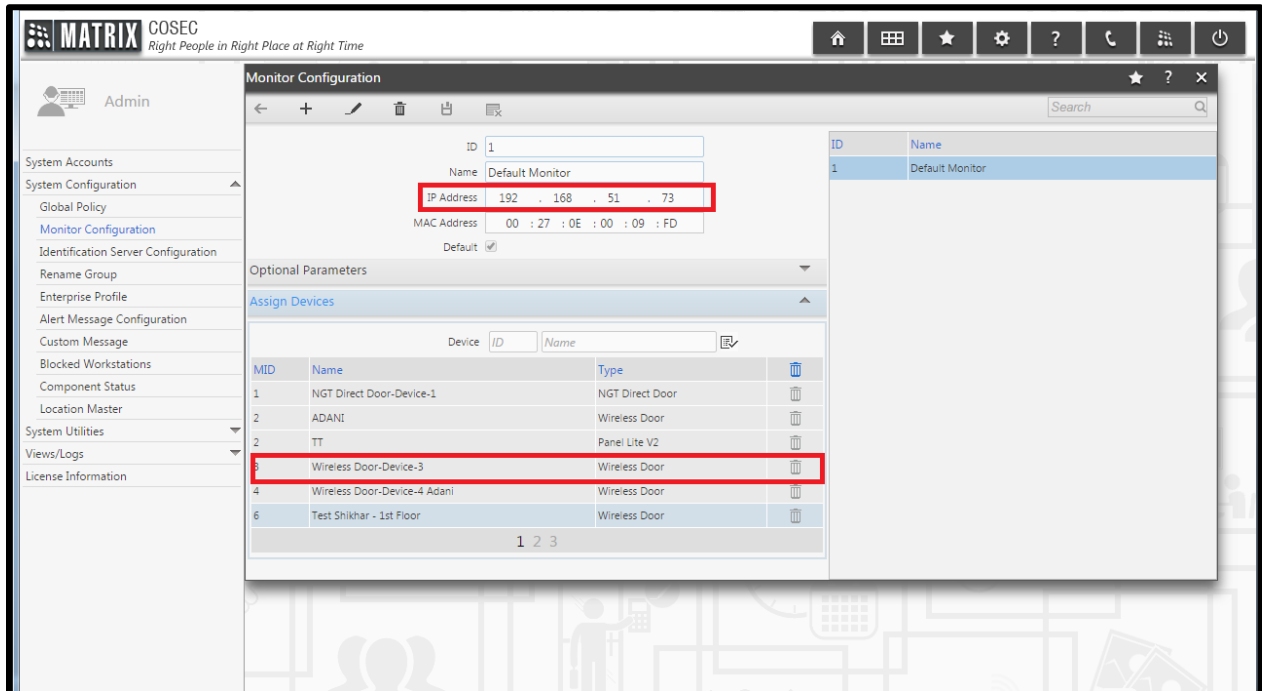 MATRIX COSEC
Right People in Right Place at Right Time
Admin
System Accounts
System Configuration
Global Policy
Monitor Configuration
Identification Server Configuration
Rename Group
Enterprise Profile
Alert Message Configuration
Custom Message
Blocked Workstations
Component Status
Location Master
System Utilities
Views/Logs
License Information
Monitor Configuration
?
Search
ID 1
Name Default Monitor
IP Address 192 . 168 . 51 . 73
MAC Address 00 : 27 : 0E : 00 : 09 : FD
Default
Optional Parameters
Assign Devices
Device ID Name
MID Name Type
1 NGT Direct Door-Device-1 NGT Direct Door
2 ADANI Wireless Door
2 TT Panel Lite V2
3 Wireless Door-Device-3 Wireless Door
4 Wireless Door-Device-4 Adani Wireless Door
6 Test Shikhar - 1st Floor Wireless Door
1 2 3
ID Name
1 Default Monitor